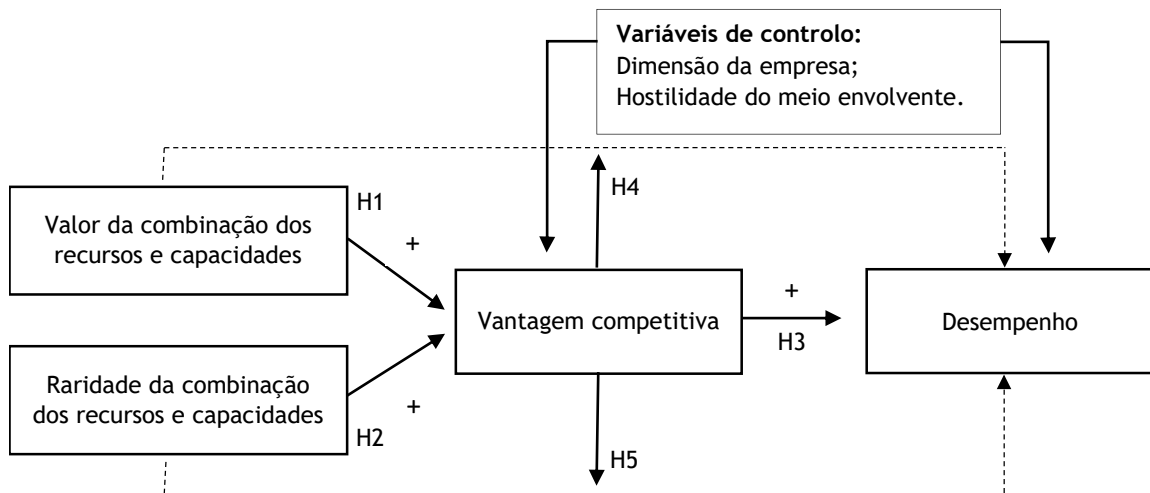 Variáveis de controlo:
Dimensão da empresa;
Hostilidade do meio envolvente.
H4
H1
Valor da combinação dos
recursos e capacidades
+
Vantagem competitiva
+
H3
Desempenho
Raridade da combinação
dos recursos e capacidades
+
H2
H5